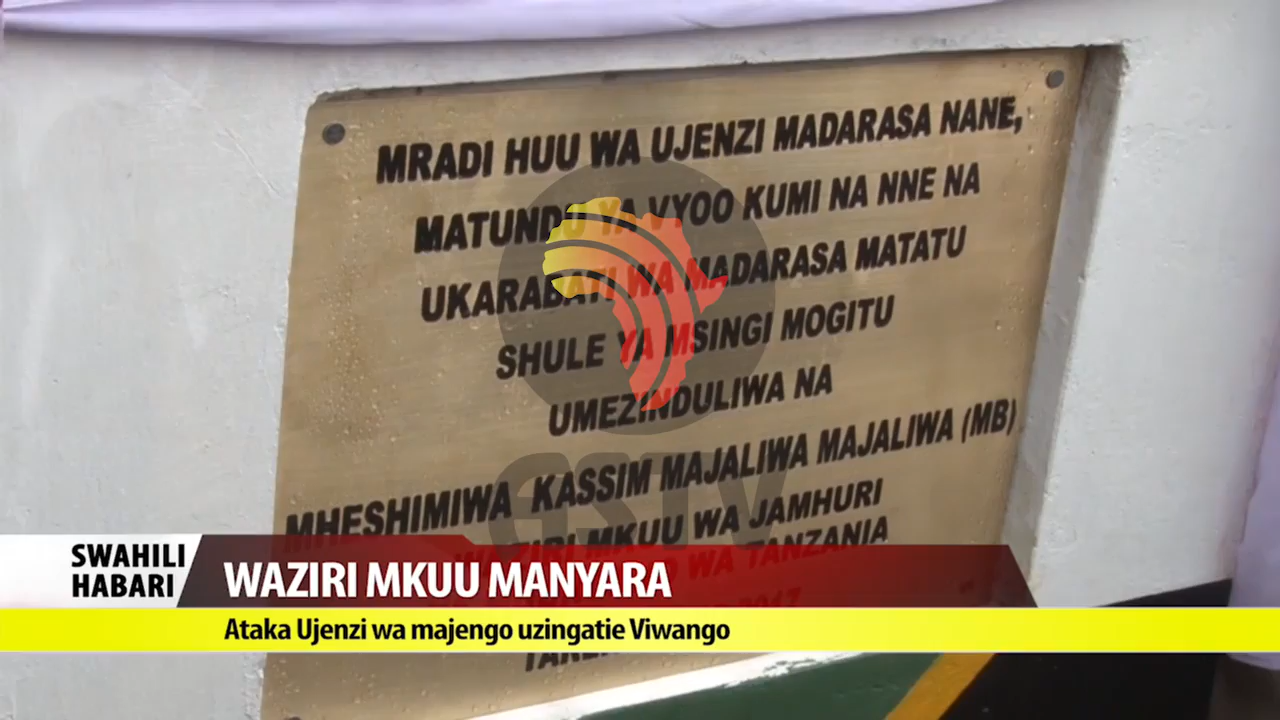 MRADI HUU WA UJENZI MADARASA NANE,
MATUNDU YA VYOO KUMI NA NNE NA
UKARABATI WA MADARASA MATATU
SHULE YA MSINGI MOGITU
UMEZINDULIWA NA
MHESHIMIWA KASSIM MAJALIWA MAJALIWA (MB)
WAZIRI MKUU WA JAMHURI
WA TANZANIA
2017
GSTV
SWAHILI
HABARI
WAZIRI MKUU MANYARA
Ataka Ujenzi wa majengo uzingatie Viwango